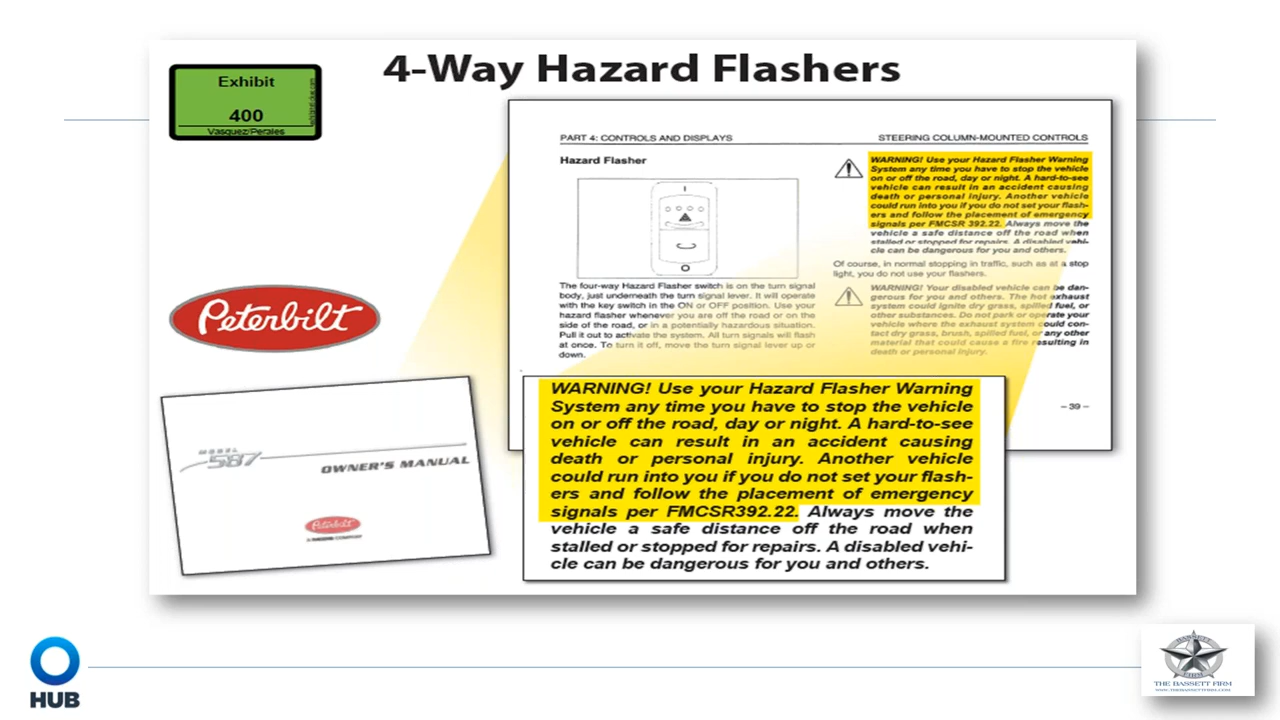 4-Way Hazard Flashers
Exhibit
400
Vasquez/Perales
PART 4: CONTROLS AND DISPLAYS
STEERING COLUMN-MOUNTED CONTROLS
Hazard Flasher
The four-way Hazard Flasher switch is on the turn signal
body, just underneath the turn signal lever. It will operate
with the key switch in the ON or OFF position. Use your
hazard flasher whenever you are off the road or on the
side of the road, or in a potentially hazardous situation.
Pull it out to activate the system. All turn signals will flash
at once. To turn it off, move the turn signal lever up or
down.
WARNING! Use your Hazard Flasher Warning
System any time you have to stop the vehicle
on or off the road, day or night. A hard-to-see
vehicle can result in an accident causing
death or personal injury. Another vehicle
could run into you if you do not set your flash-
ers and follow the placement of emergency
signals per FMCSR 392.22. Always move the
vehicle a safe distance off the road when
stalled or stopped for repairs. A disabled vehi-
cle can be dangerous for you and others.
Of course, in normal stopping in traffic, such as at a stop
light, you do not use your flashers.
WARNING! Your disabled vehicle can be dan-
gerous for you and others. The hot exhaust
system could ignite dry grass, spilled fuel, or
other substances. Do not park or operate your
vehicle where the exhaust system could con-
tact dry grass, brush, spilled fuel, or any other
material that could cause a fire resulting in
death or personal injury.
– 39 –
Peterbilt
MODEL
587
OWNER'S MANUAL
Peterbilt
A PACCAR COMPANY
WARNING! Use your Hazard Flasher Warning
System any time you have to stop the vehicle
on or off the road, day or night. A hard-to-see
vehicle can result in an accident causing
death or personal injury. Another vehicle
could run into you if you do not set your flash-
ers and follow the placement of emergency
signals per FMCSR392.22. Always move the
vehicle a safe distance off the road when
stalled or stopped for repairs. A disabled vehi-
cle can be dangerous for you and others.
HUB
THE BASSETT FIRM
WWW.THEBASSETTFIRM.COM